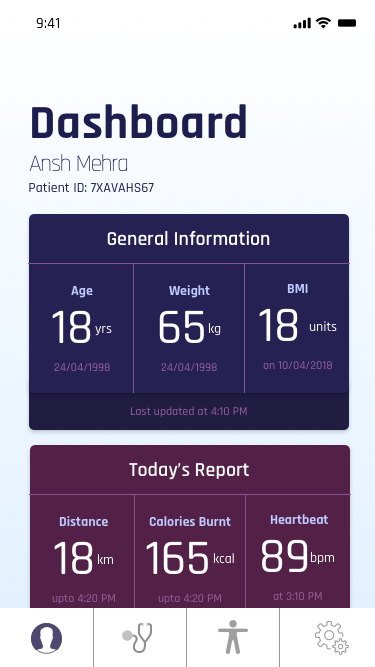 9:41
Dashboard
Ansh Mehra
Patient ID: 7XAVAHS67
General Information
Age Weight BMI
18 yrs 65 kg 18 units
24/04/1998 24/04/1998 on 10/04/2018
Last updated at 4:10 PM
Today's Report
Distance Calories Burnt Heartbeat
18 km 165 kcal 89 bpm
upto 4:20 PM upto 4:20 PM at 3:10 PM